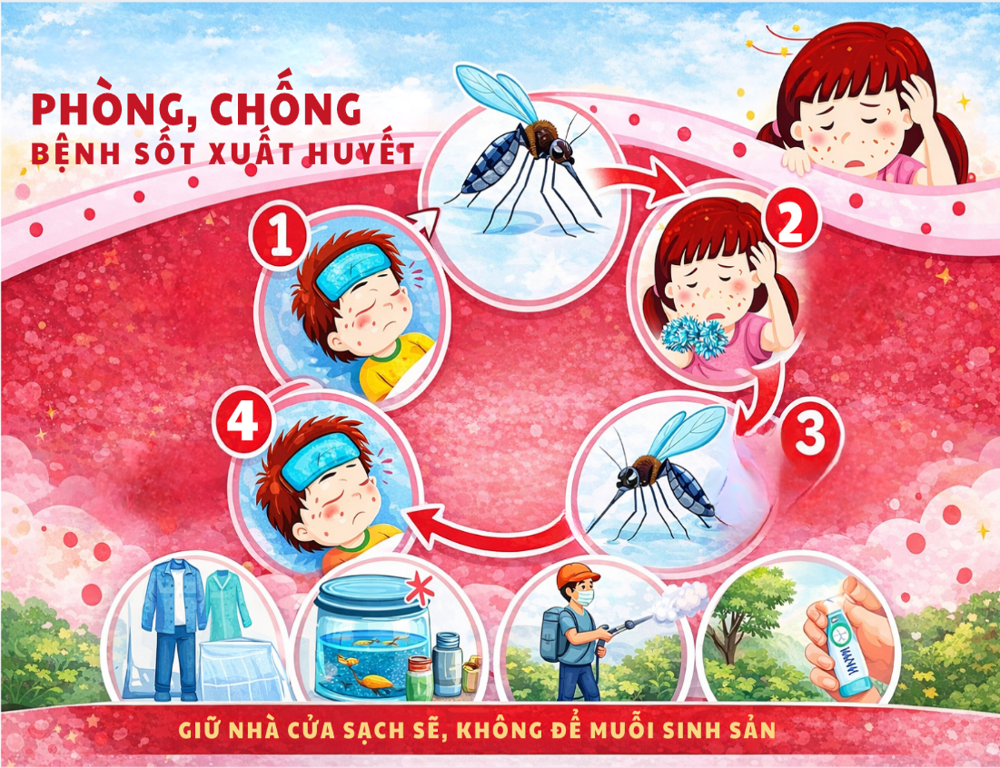 PHÒNG, CHỐNG
BỆNH SỐT XUẤT HUYẾT
1
2
3
4
GIỮ NHÀ CỬA SẠCH SẼ, KHÔNG ĐỂ MUỖI SINH SẢN